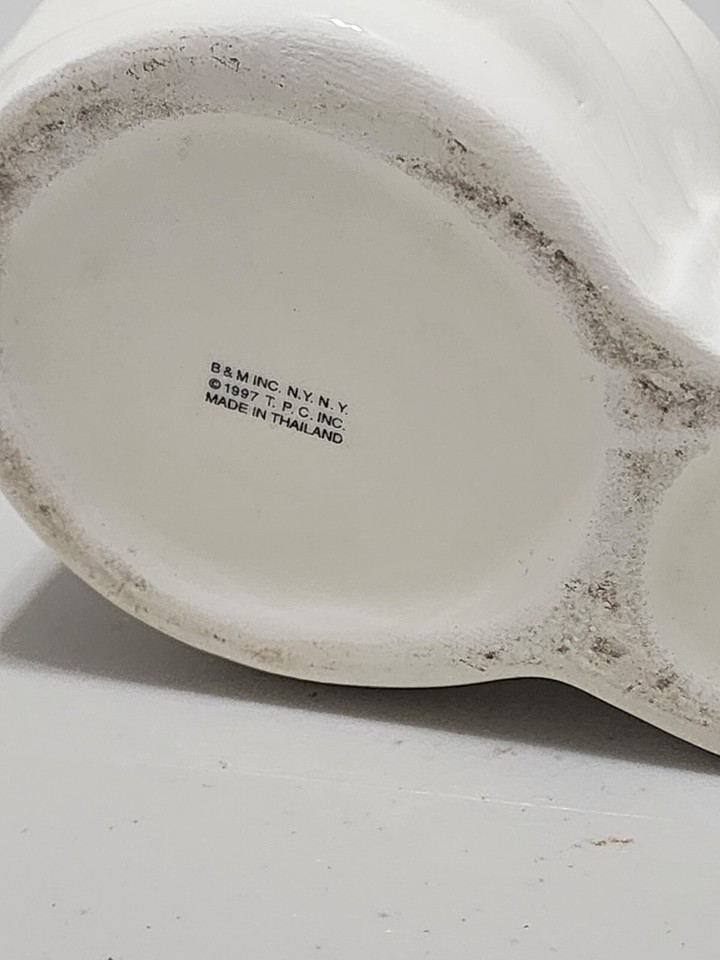 B & M INC. N.Y. N.Y.
© 1997 T. P. C. INC.
MADE IN THAILAND